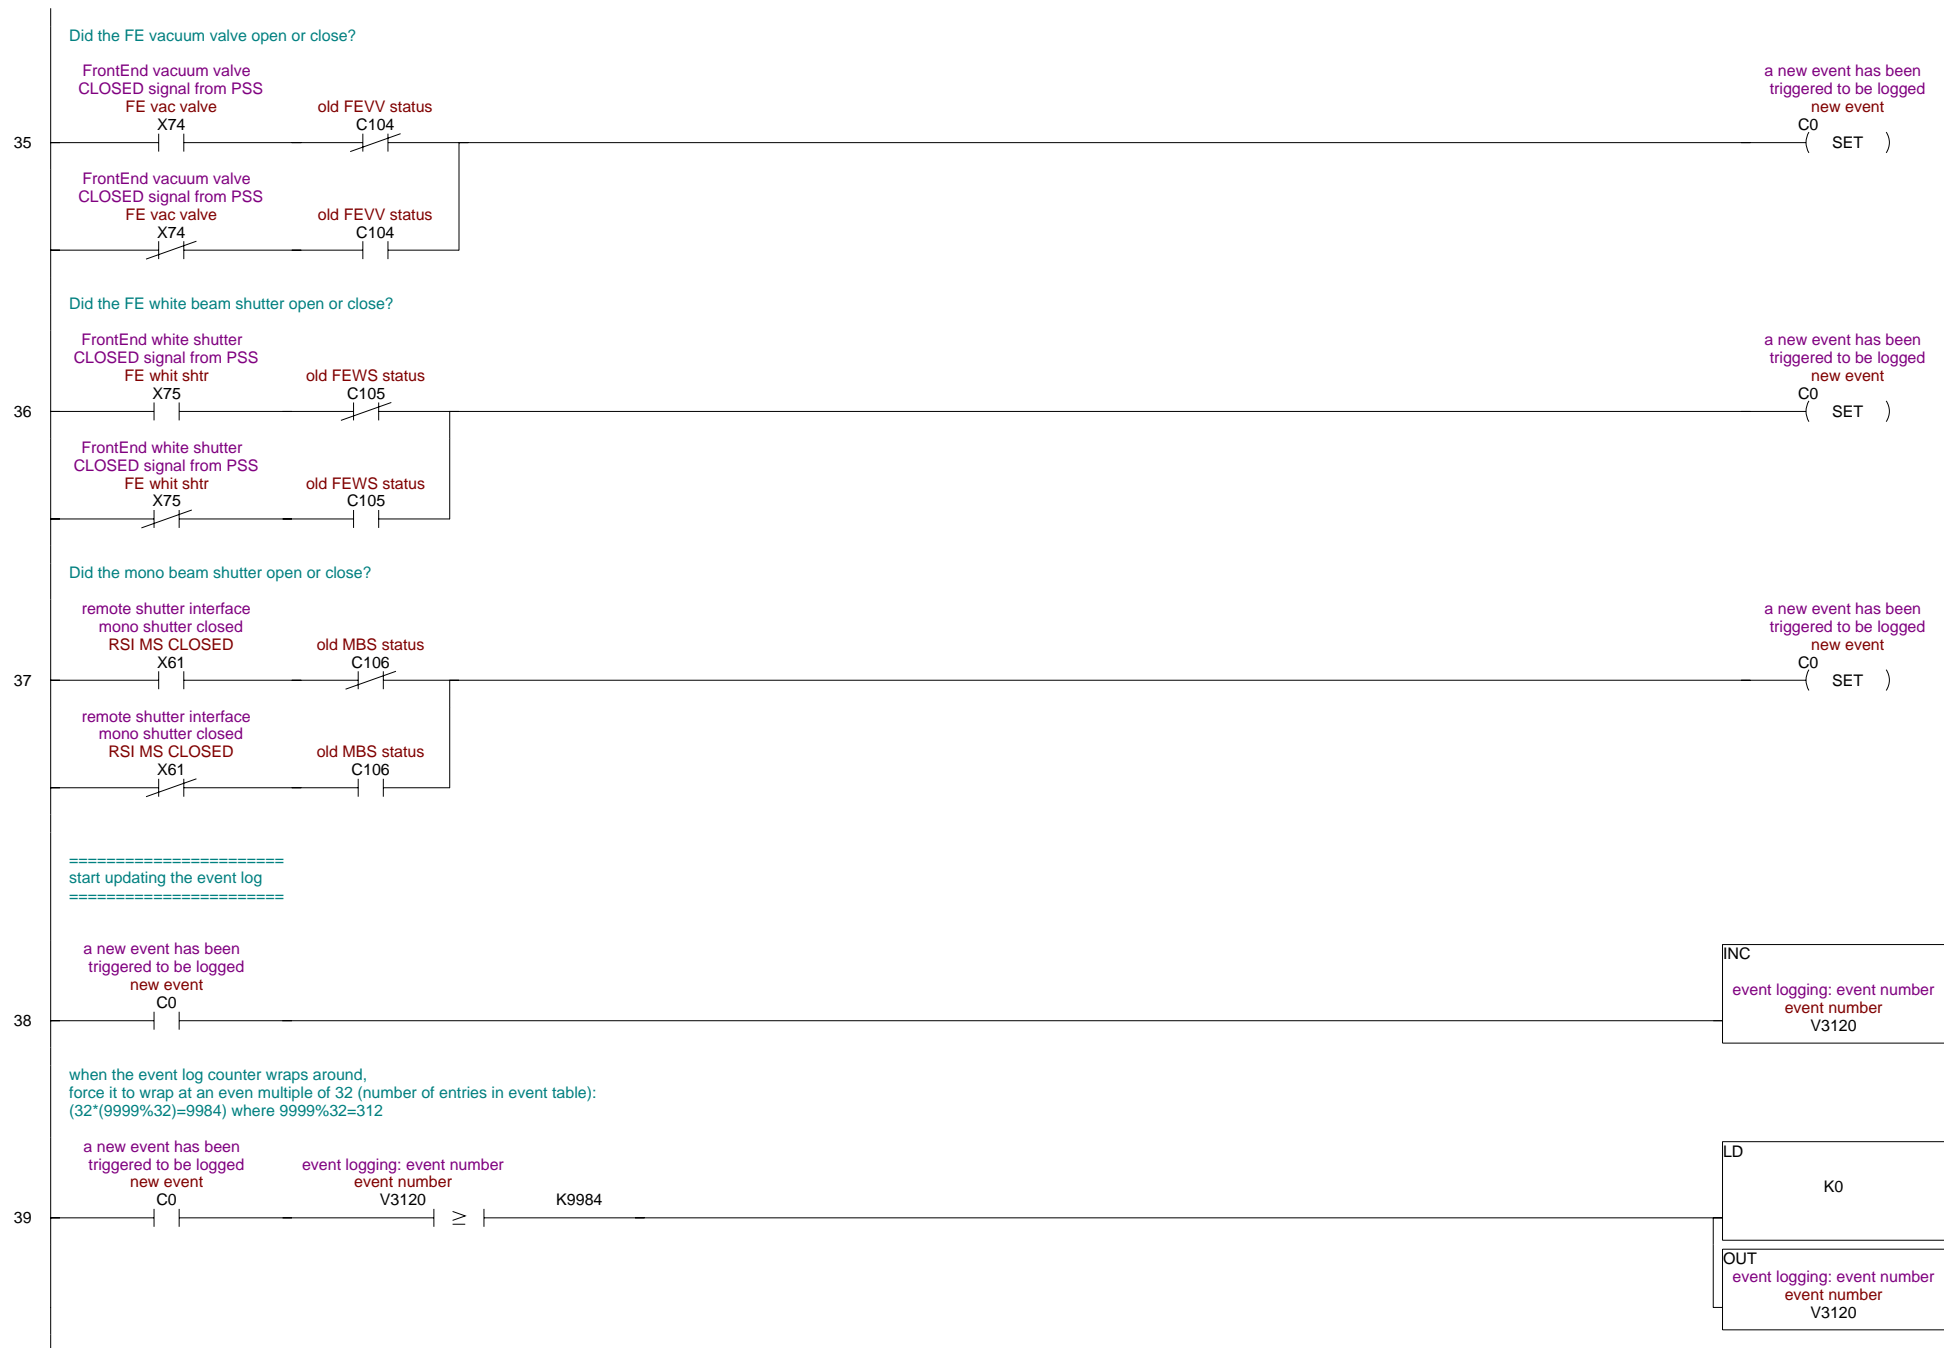 Did the FE vacuum valve open or close?
FrontEnd vacuum valve
CLOSED signal from PSS
FE vac valve
X74
old FEVV status
C104
a new event has been
triggered to be logged
new event
C0
35
SET
FrontEnd vacuum valve
CLOSED signal from PSS
FE vac valve
X74
old FEVV status
C104
Did the FE white beam shutter open or close?
FrontEnd white shutter
CLOSED signal from PSS
FE whit shtr
X75
old FEWS status
C105
a new event has been
triggered to be logged
new event
C0
36
SET
FrontEnd white shutter
CLOSED signal from PSS
FE whit shtr
X75
old FEWS status
C105
Did the mono beam shutter open or close?
remote shutter interface
mono shutter closed
RSI MS CLOSED
X61
old MBS status
C106
a new event has been
triggered to be logged
new event
C0
37
SET
remote shutter interface
mono shutter closed
RSI MS CLOSED
X61
old MBS status
C106
=======================
start updating the event log
=======================
a new event has been
triggered to be logged
new event
C0
38
INC
event logging: event number
event number
V3120
when the event log counter wraps around,
force it to wrap at an even multiple of 32 (number of entries in event table):
(32*(9999%32)=9984) where 9999%32=312
a new event has been
triggered to be logged
new event
C0
event logging: event number
event number
V3120
≥
K9984
39
LD
K0
OUT
event logging: event number
event number
V3120